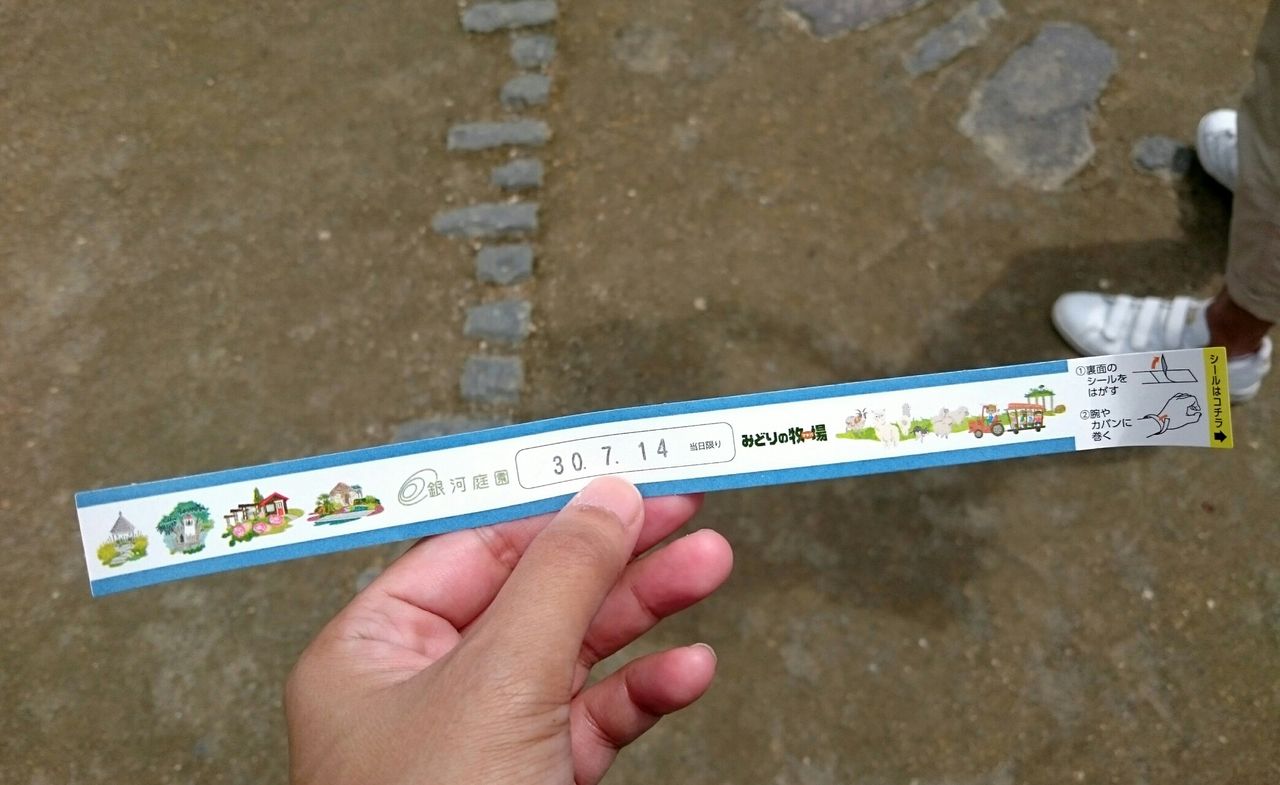 銀河庭園
30. 7. 14
当日限り
みどりの牧場
①裏面の
シールを
はがす
②腕や
カバンに
巻く
シールはコチラ➡